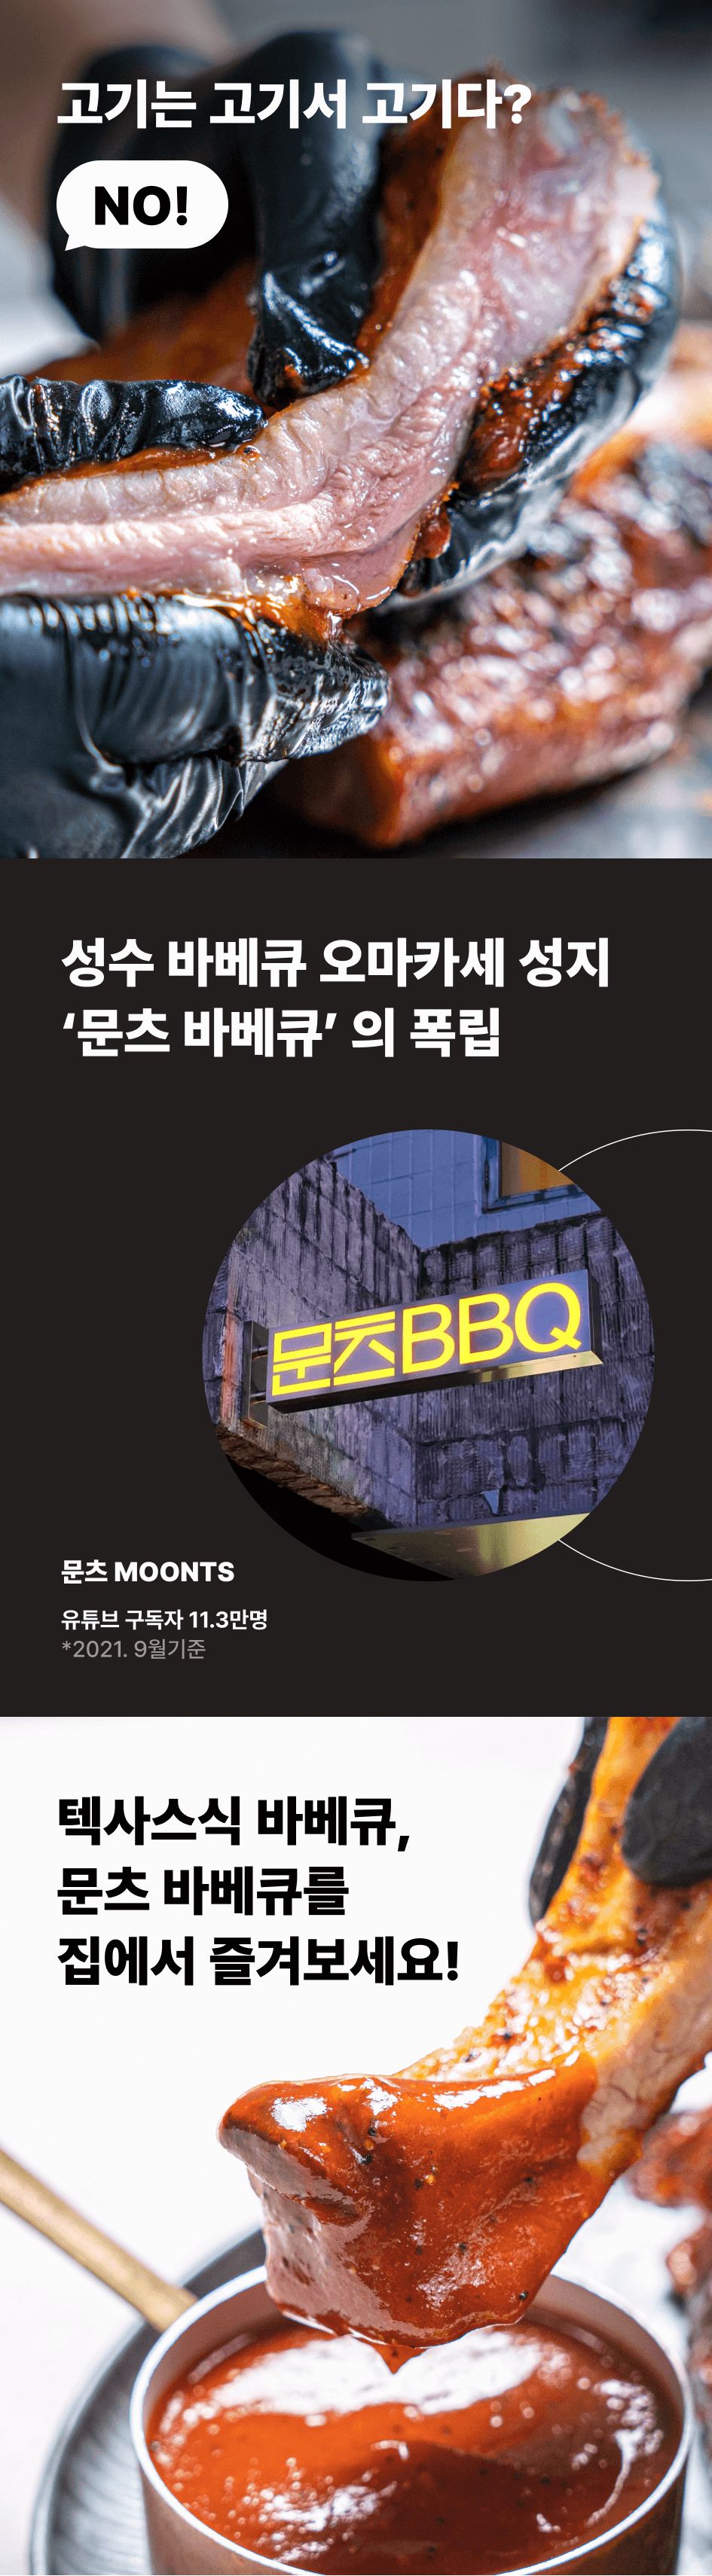 고기는 고기서 고기다?
NO!
성수 바베큐 오마카세 성지
‘문츠 바베큐’ 의 폭립
문츠BBQ
문츠 MOONTS
유튜브 구독자 11.3만명
*2021. 9월기준
텍사스식 바베큐,
문츠 바베큐를
집에서 즐겨보세요!